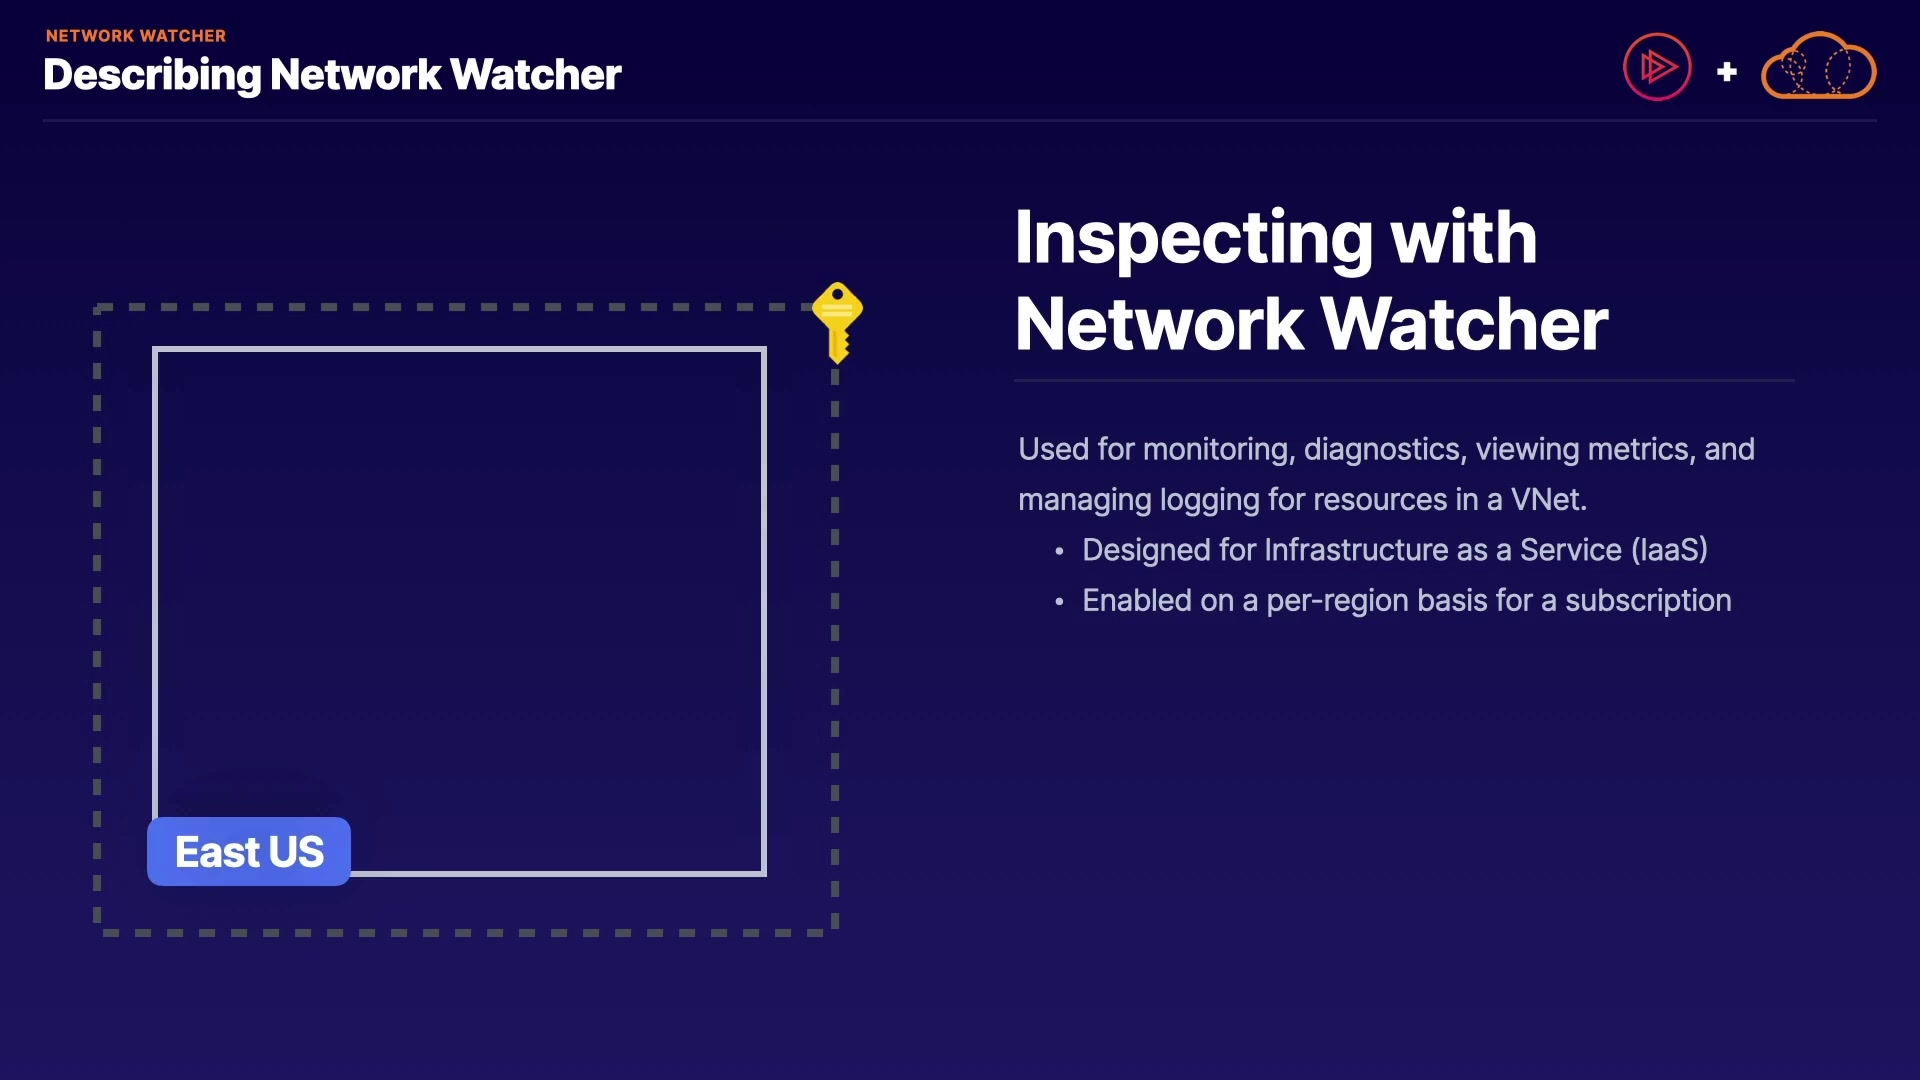 NETWORK WATCHER
Describing Network Watcher
Inspecting with
Network Watcher
Used for monitoring, diagnostics, viewing metrics, and
managing logging for resources in a VNet.
• Designed for Infrastructure as a Service (IaaS)
• Enabled on a per-region basis for a subscription
East US